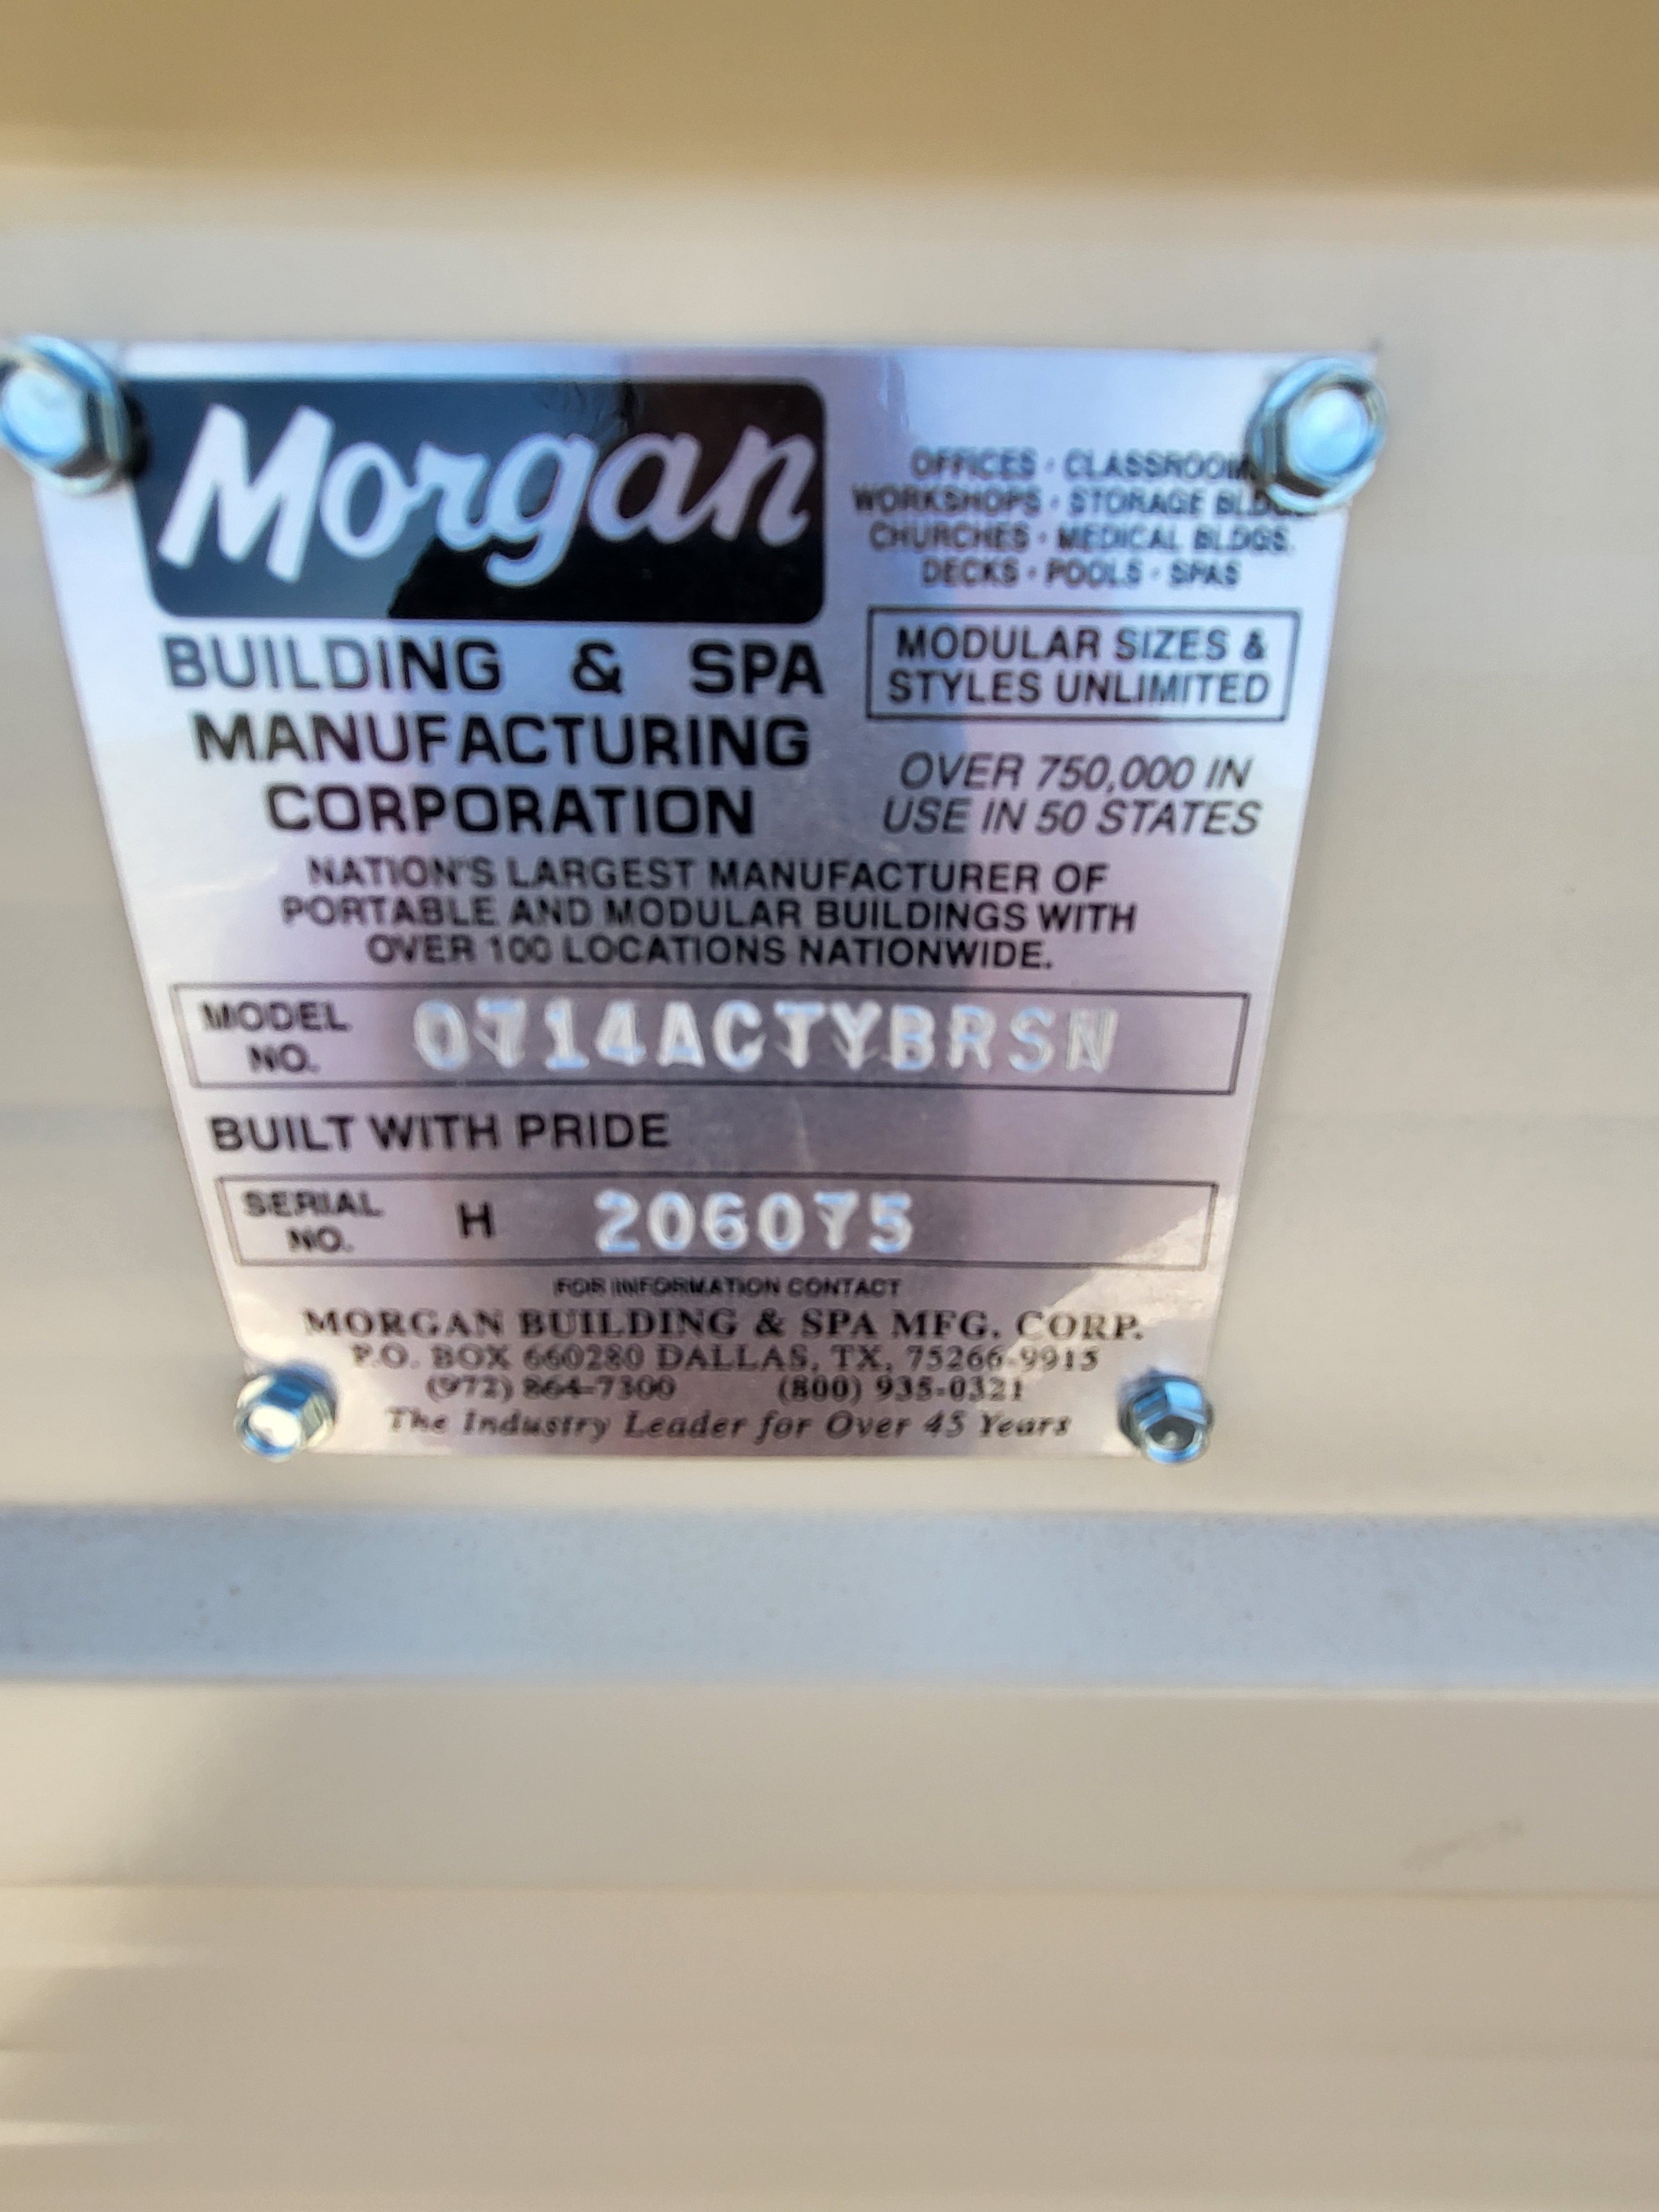 Morgan
BUILDING & SPA
MANUFACTURING
CORPORATION
OFFICES · CLASSROOM
WORKSHOPS · STORAGE
CHURCHES · MEDICAL BLDGS.
DECKS · POOLS · SPAS
MODULAR SIZES &
STYLES UNLIMITED
OVER 750,000 IN
USE IN 50 STATES
NATION'S LARGEST MANUFACTURER OF
PORTABLE AND MODULAR BUILDINGS WITH
OVER 100 LOCATIONS NATIONWIDE.
MODEL NO. 0714ACTYBRSN
BUILT WITH PRIDE
SERIAL NO. H 206075
FOR INFORMATION CONTACT
MORGAN BUILDING & SPA MFG. CORP.
P.O. BOX 660280 DALLAS, TX, 75266-9915
(972) 864-7300 (800) 935-0321
The Industry Leader for Over 45 Years